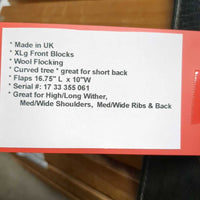 * Made in UK
* XLg Front Blocks
* Wool Flocking
* Curved tree * great for short back
* Flaps 16.75" L x 10"W
* Serial #: 17 33 355 061
* Great for High/Long Wither,
Med/Wide Shoulders, Med/Wide Ribs & Back